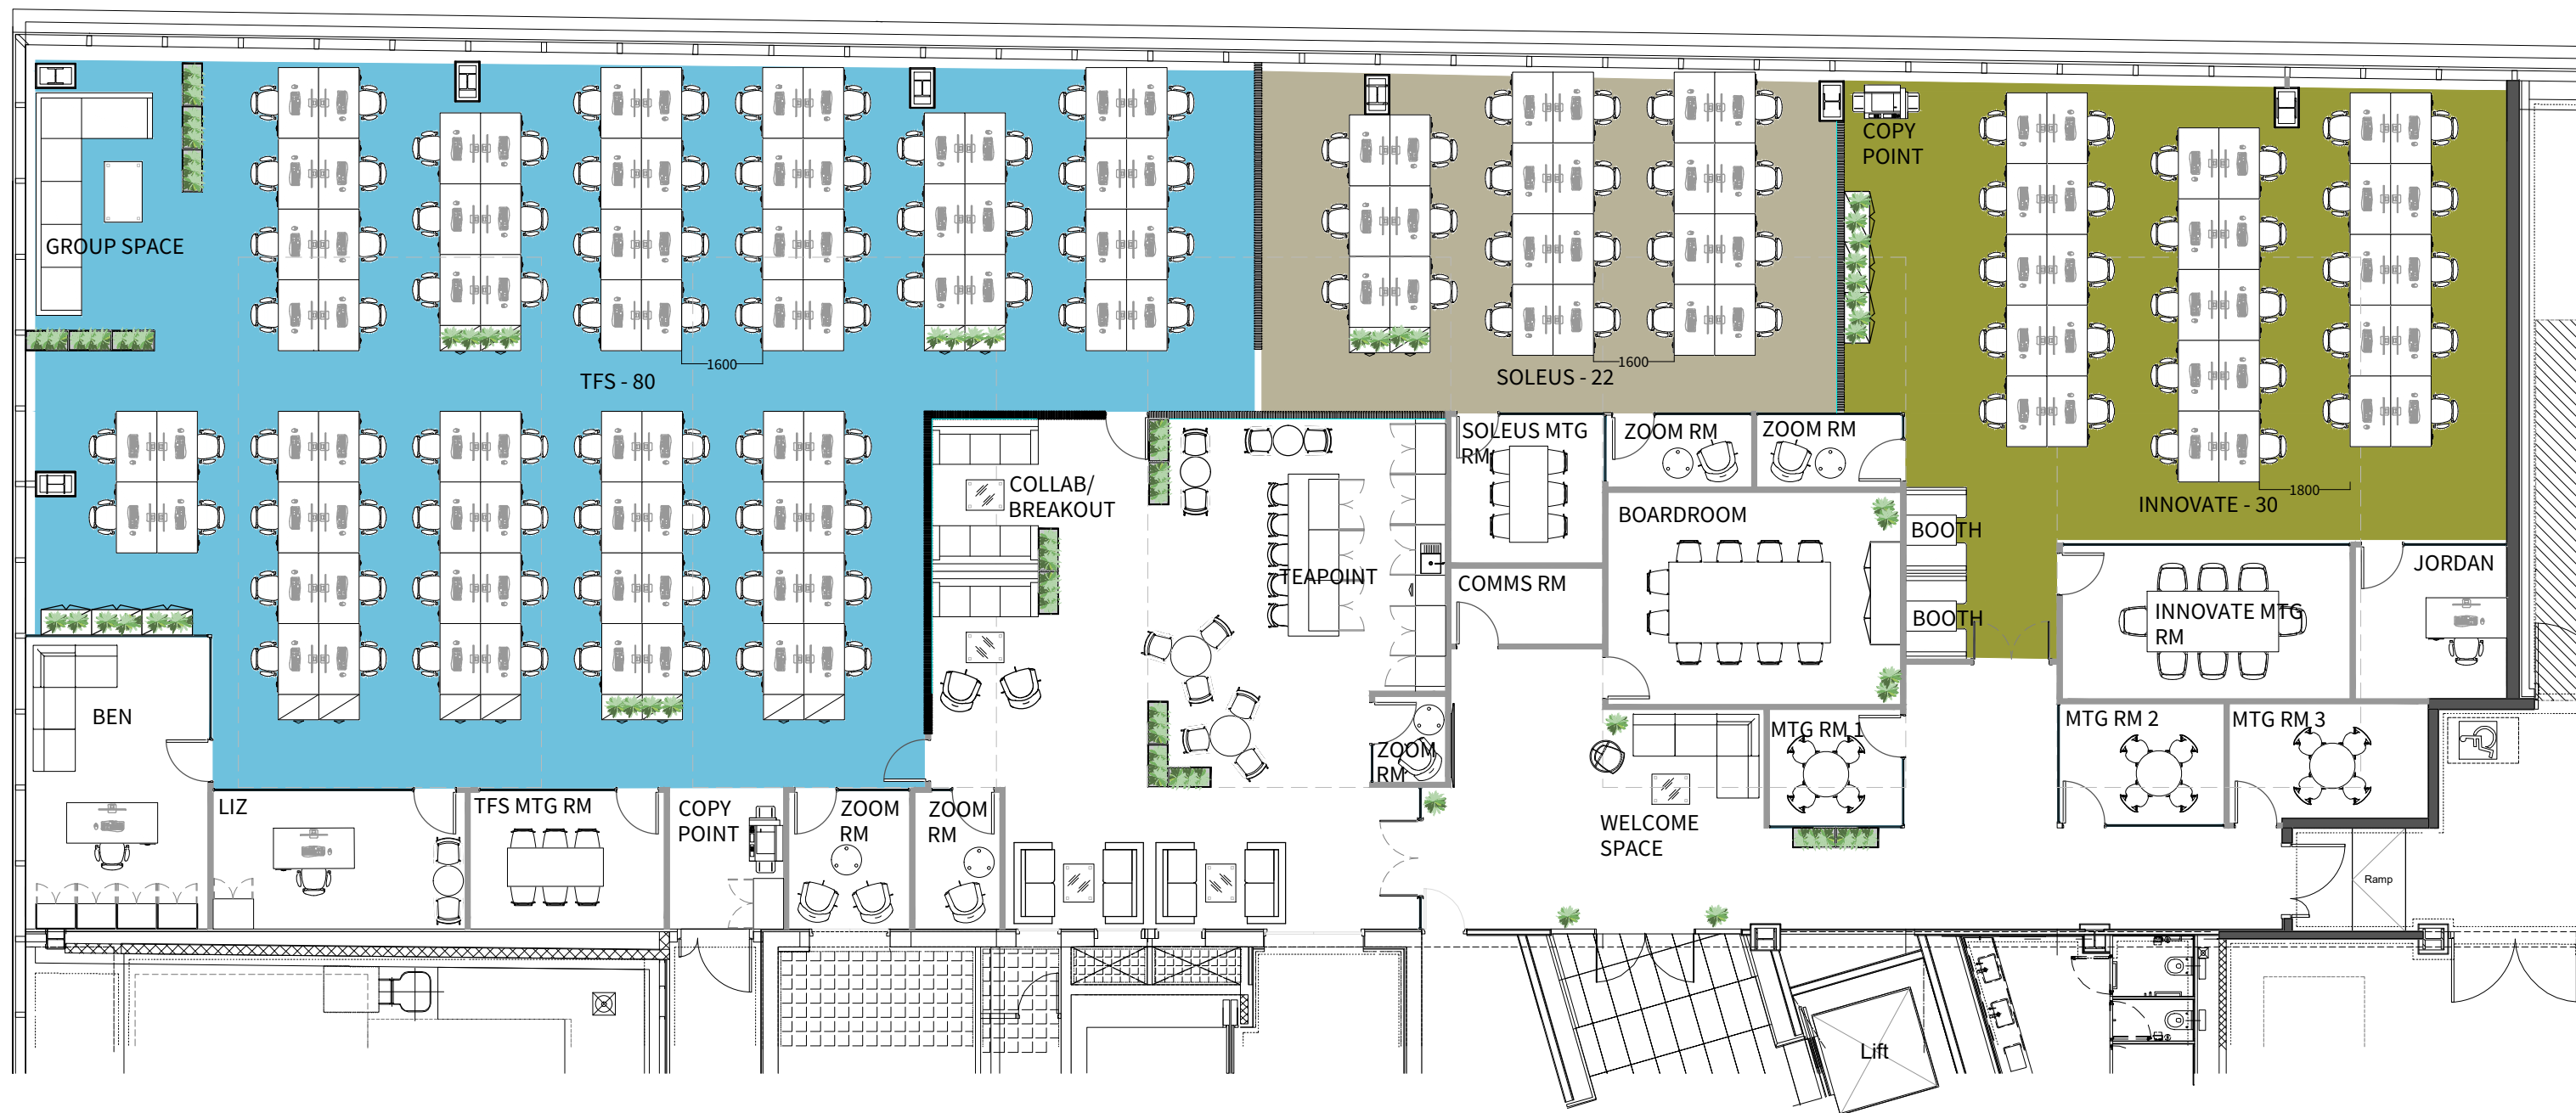 COPY
POINT
GROUP SPACE
1600
TFS - 80
1600
SOLEUS - 22
SOLEUS MTG
RM
ZOOM RM
ZOOM RM
COLLAB/
BREAKOUT
1800
INNOVATE - 30
BOARDROOM
BOOTH
TEAPOINT
COMMS RM
JORDAN
BOOTH
INNOVATE MTG
RM
BEN
MTG RM 1
MTG RM 2
MTG RM 3
ZOOM
RM
LIZ
TFS MTG RM
COPY
POINT
ZOOM
RM
ZOOM
RM
WELCOME
SPACE
Ramp
Lift